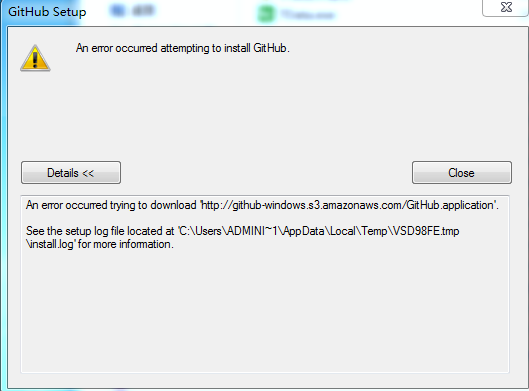 GitHub Setup
An error occurred attempting to install GitHub.
Details <<
Close
An error occurred trying to download 'http://github-windows.s3.amazonaws.com/GitHub.application'.
See the setup log file located at 'C:\Users\ADMINI~1\AppData\Local\Temp\VSD98FE.tmp
\install.log' for more information.